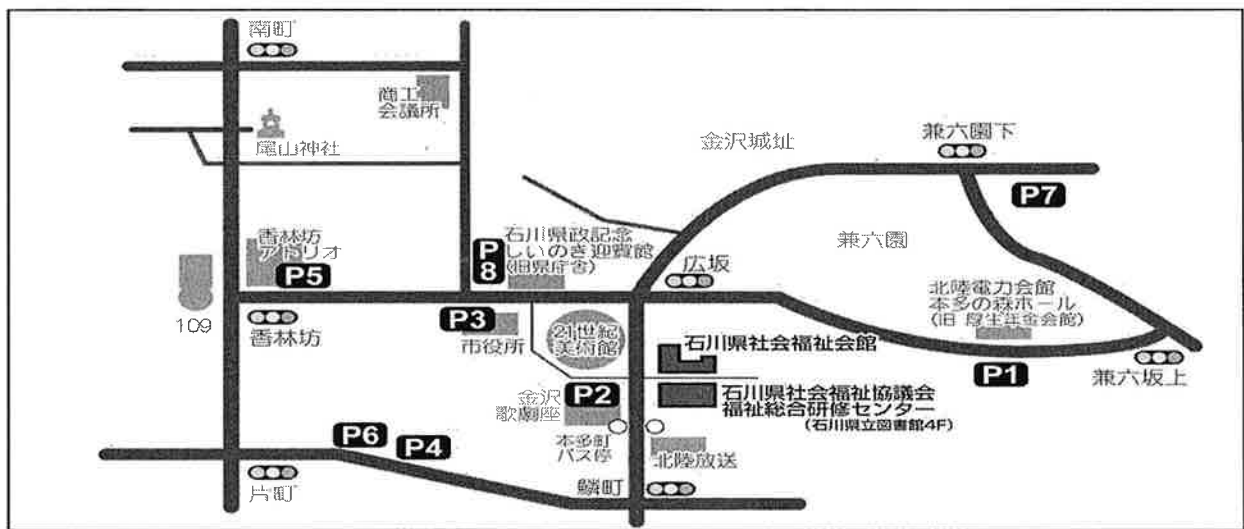 南町
商工
会議所
尾山神社
金沢城址
兼六園下
P7
香林坊
アトリオ
P5
P
8
石川県政記念
しいのき迎賓館
(旧県庁舎)
広坂
兼六園
北陸電力会館
本多の森ホール
(旧 厚生年金会館)
109
香林坊
P3
市役所
21世紀
美術館
石川県社会福祉会館
P1
兼六坂上
金沢
歌劇座
P2
石川県社会福祉協議会
福祉総合研修センター
(石川県立図書館4F)
P6
P4
本多町
バス停
北陸放送
片町
鱗町